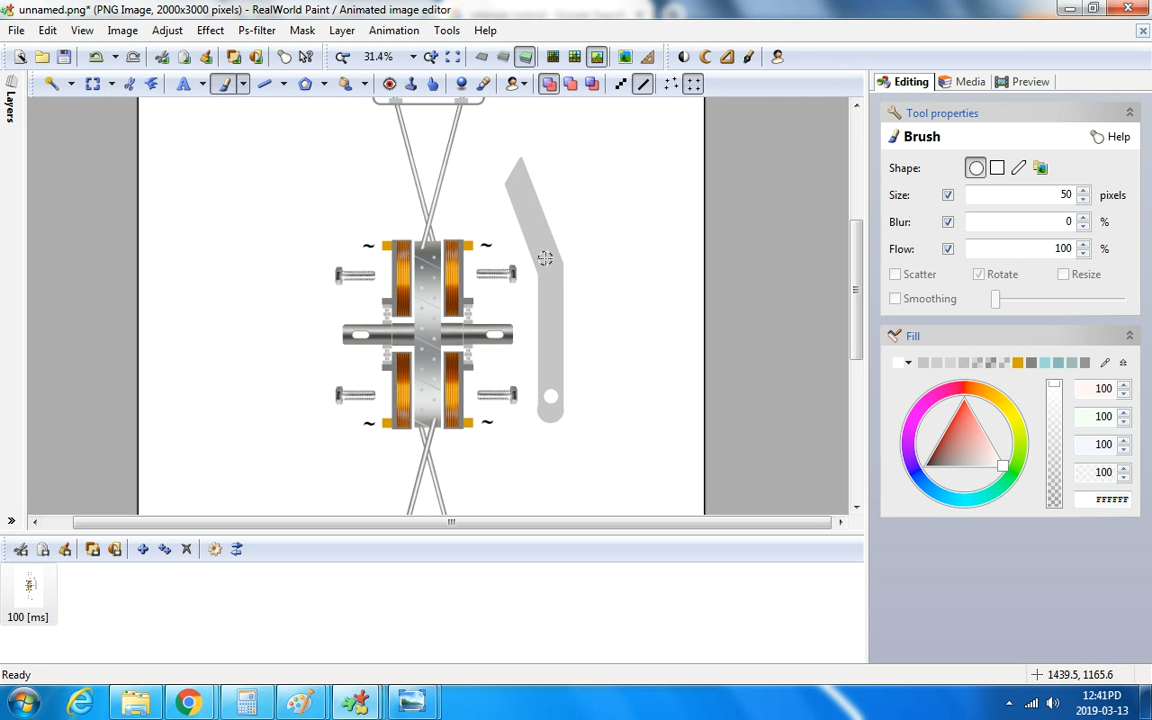 unnamed.png* (PNG Image, 2000x3000 pixels) - RealWorld Paint / Animated image editor
File Edit View Image Adjust Effect Ps-filter Mask Layer Animation Tools Help
31.4%
Layers
Editing Media Preview
Tool properties
Brush Help
Shape:
Size: 50 pixels
Blur: 0 %
Flow: 100 %
Scatter Rotate Resize
Smoothing
Fill
100
100
100
100
FFFFFF
~ ~
~ ~
100 [ms]
Ready 1439.5, 1165.6
12:41PD
2019-03-13